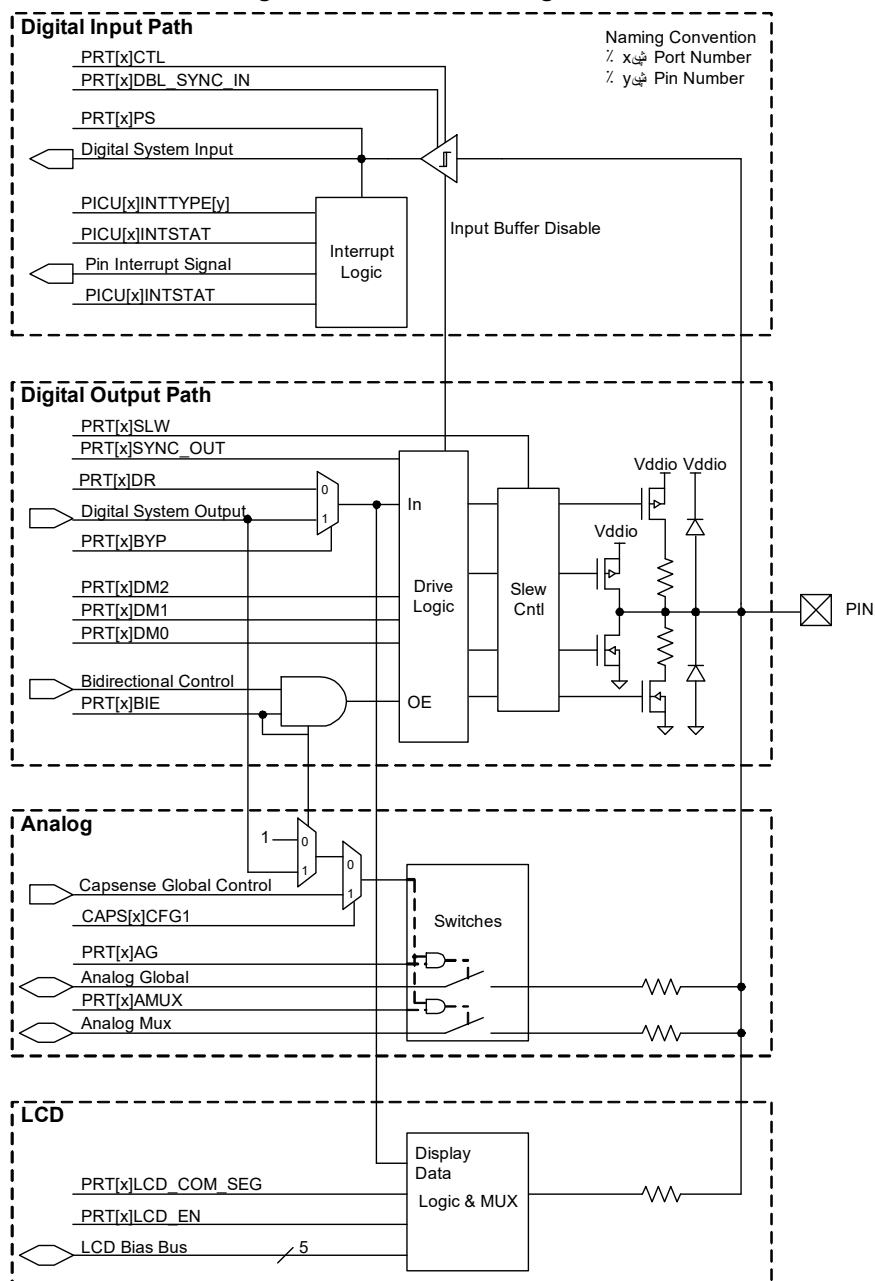 Digital Input Path
Naming Convention
x Port Number
y Pin Number
PRT[x]CTL
PRT[x]DBL_SYNC_IN
PRT[x]PS
Digital System Input
PICU[x]INTTYPE[y]
PICU[x]INTSTAT
Pin Interrupt Signal
PICU[x]INTSTAT
Interrupt
Logic
Input Buffer Disable
Digital Output Path
PRT[x]SLW
PRT[x]SYNC_OUT
PRT[x]DR
Digital System Output
PRT[x]BYP
0
1
PRT[x]DM2
PRT[x]DM1
PRT[x]DM0
Bidirectional Control
PRT[x]BIE
In
Drive
Logic
OE
Slew
Cntl
Vddio Vddio
Vddio
PIN
Analog
1
0
1
0
1
Capsense Global Control
CAPS[x]CFG1
Switches
PRT[x]AG
Analog Global
PRT[x]AMUX
Analog Mux
LCD
Display
Data
Logic & MUX
PRT[x]LCD_COM_SEG
PRT[x]LCD_EN
LCD Bias Bus
5